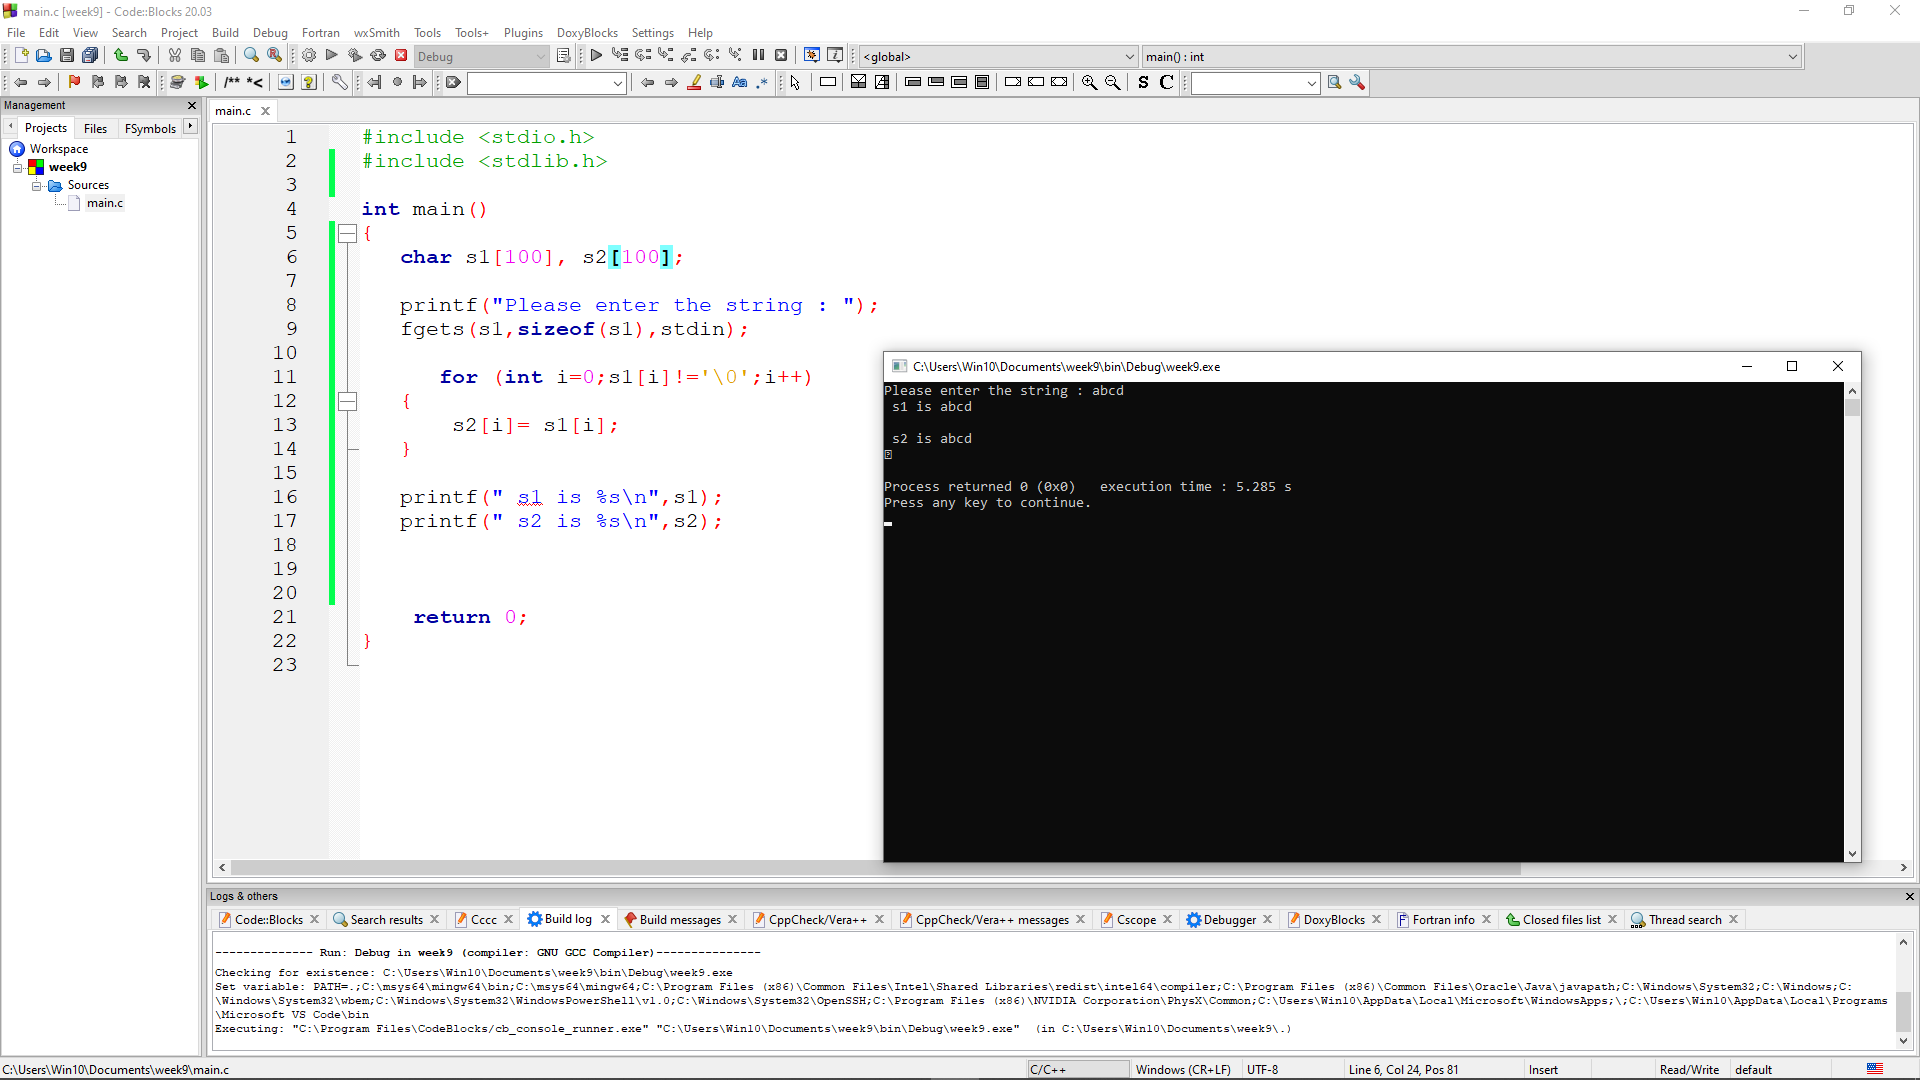 main.c [week9] - Code::Blocks 20.03
File Edit View Search Project Build Debug Fortran wxSmith Tools Tools+ Plugins DoxyBlocks Settings Help
Debug <global> main() : int
/** *< Aa .* S C
Management
Projects Files FSymbols
Workspace
week9
Sources
main.c
main.c
1 #include <stdio.h>
2 #include <stdlib.h>
3
4 int main()
5 {
6 char s1[100], s2[100];
7
8 printf("Please enter the string : ");
9 fgets(s1,sizeof(s1),stdin);
10
11 for (int i=0;s1[i]!='\0';i++)
12 {
13 s2[i]= s1[i];
14 }
15
16 printf(" s1 is %s\n",s1);
17 printf(" s2 is %s\n",s2);
18
19
20
21 return 0;
22 }
23
C:\Users\Win10\Documents\week9\bin\Debug\week9.exe
Please enter the string : abcd
s1 is abcd
s2 is abcd
Process returned 0 (0x0) execution time : 5.285 s
Press any key to continue.
Logs & others
Code::Blocks Search results Cccc Build log Build messages CppCheck/Vera++ CppCheck/Vera++ messages Cscope Debugger DoxyBlocks Fortran info Closed files list Thread search
-------------- Run: Debug in week9 (compiler: GNU GCC Compiler)---------------
Checking for existence: C:\Users\Win10\Documents\week9\bin\Debug\week9.exe
Set variable: PATH=.;C:\msys64\mingw64\bin;C:\msys64\mingw64;C:\Program Files (x86)\Common Files\Intel\Shared Libraries\redist\intel64\compiler;C:\Program Files (x86)\Common Files\Oracle\Java\javapath;C:\Windows\System32;C:\Windows;C:
\Windows\System32\wbem;C:\Windows\System32\WindowsPowerShell\v1.0;C:\Windows\System32\OpenSSH;C:\Program Files (x86)\NVIDIA Corporation\PhysX\Common;C:\Users\Win10\AppData\Local\Microsoft\WindowsApps;\;C:\Users\Win10\AppData\Local\Programs
\Microsoft VS Code\bin
Executing: "C:\Program Files\CodeBlocks/cb_console_runner.exe" "C:\Users\Win10\Documents\week9\bin\Debug\week9.exe" (in C:\Users\Win10\Documents\week9\.)
C:\Users\Win10\Documents\week9\main.c C/C++ Windows (CR+LF) UTF-8 Line 6, Col 24, Pos 81 Insert Read/Write default